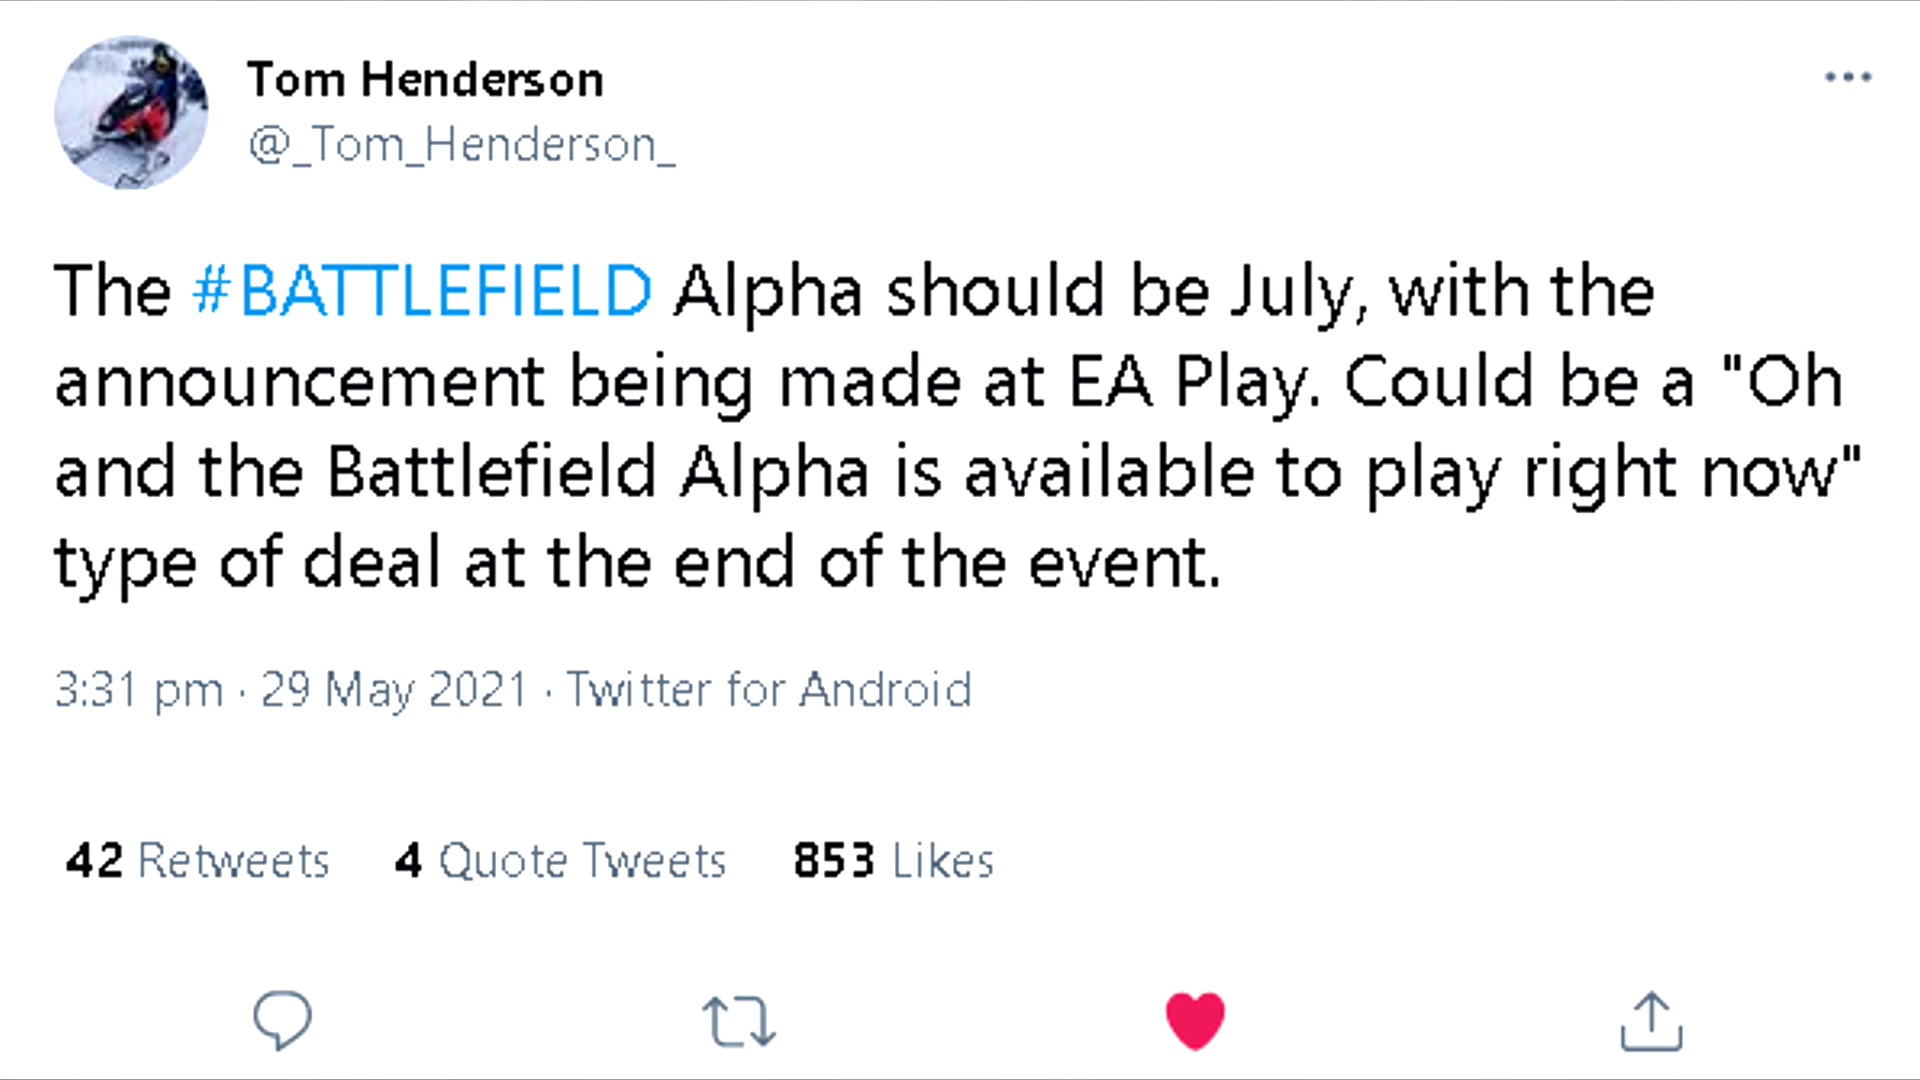 Tom Henderson
@_Tom_Henderson_
The #BATTLEFIELD Alpha should be July, with the
announcement being made at EA Play. Could be a "Oh
and the Battlefield Alpha is available to play right now"
type of deal at the end of the event.
3:31 pm · 29 May 2021 · Twitter for Android
42 Retweets 4 Quote Tweets 853 Likes